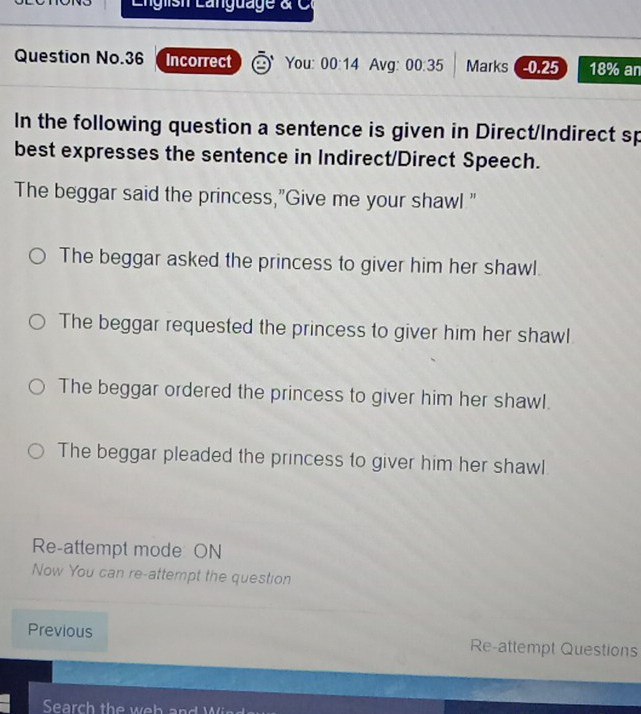 English Language & C
Question No.36 Incorrect You: 00:14 Avg: 00:35 Marks -0.25 18% an
In the following question a sentence is given in Direct/Indirect sp
best expresses the sentence in Indirect/Direct Speech.
The beggar said the princess,"Give me your shawl "
The beggar asked the princess to giver him her shawl.
The beggar requested the princess to giver him her shawl
The beggar ordered the princess to giver him her shawl.
The beggar pleaded the princess to giver him her shawl
Re-attempt mode ON
Now You can re-attempt the question
Previous
Re-attempt Questions
Search the web and Wind